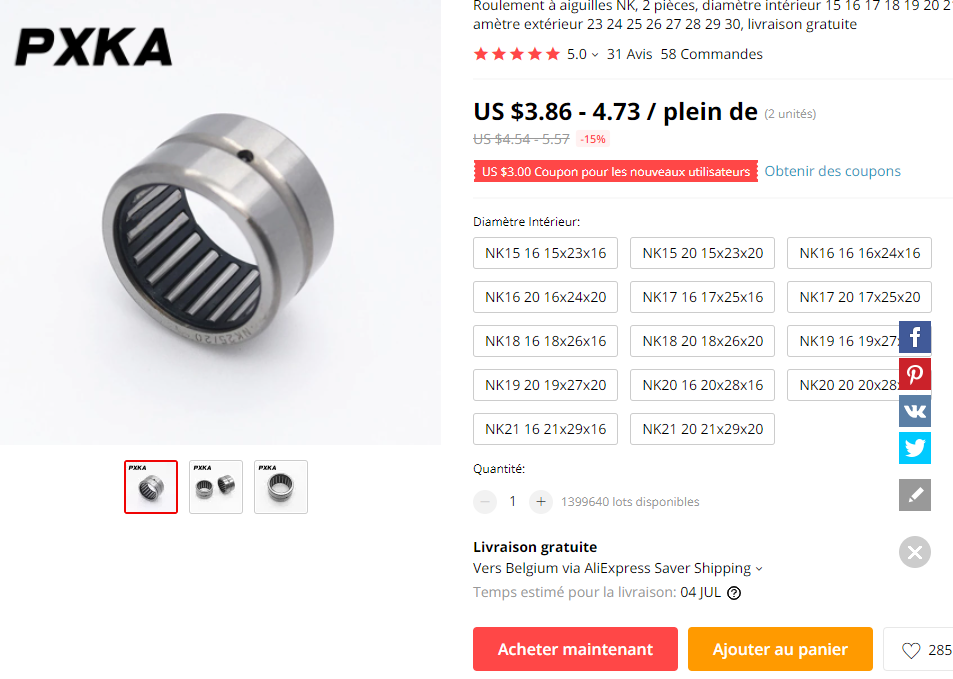 PXKA
Roulement à aiguilles NK, 2 pièces, diamètre intérieur 15 16 17 18 19 20
amètre extérieur 23 24 25 26 27 28 29 30, livraison gratuite
5.0 31 Avis 58 Commandes
US $3.86 - 4.73 / plein de (2 unités)
US $4.54 - 5.57 -15%
US $3.00 Coupon pour les nouveaux utilisateurs Obtenir des coupons
Diamètre Intérieur:
NK15 16 15x23x16 NK15 20 15x23x20 NK16 16 16x24x16
NK16 20 16x24x20 NK17 16 17x25x16 NK17 20 17x25x20
NK18 16 18x26x16 NK18 20 18x26x20 NK19 16 19x27
NK19 20 19x27x20 NK20 16 20x28x16 NK20 20 20x28
NK21 16 21x29x16 NK21 20 21x29x20
PXKA PXKA PXKA
Quantité:
1 1399640 lots disponibles
Livraison gratuite
Vers Belgium via AliExpress Saver Shipping
Temps estimé pour la livraison: 04 JUL
Acheter maintenant Ajouter au panier 285